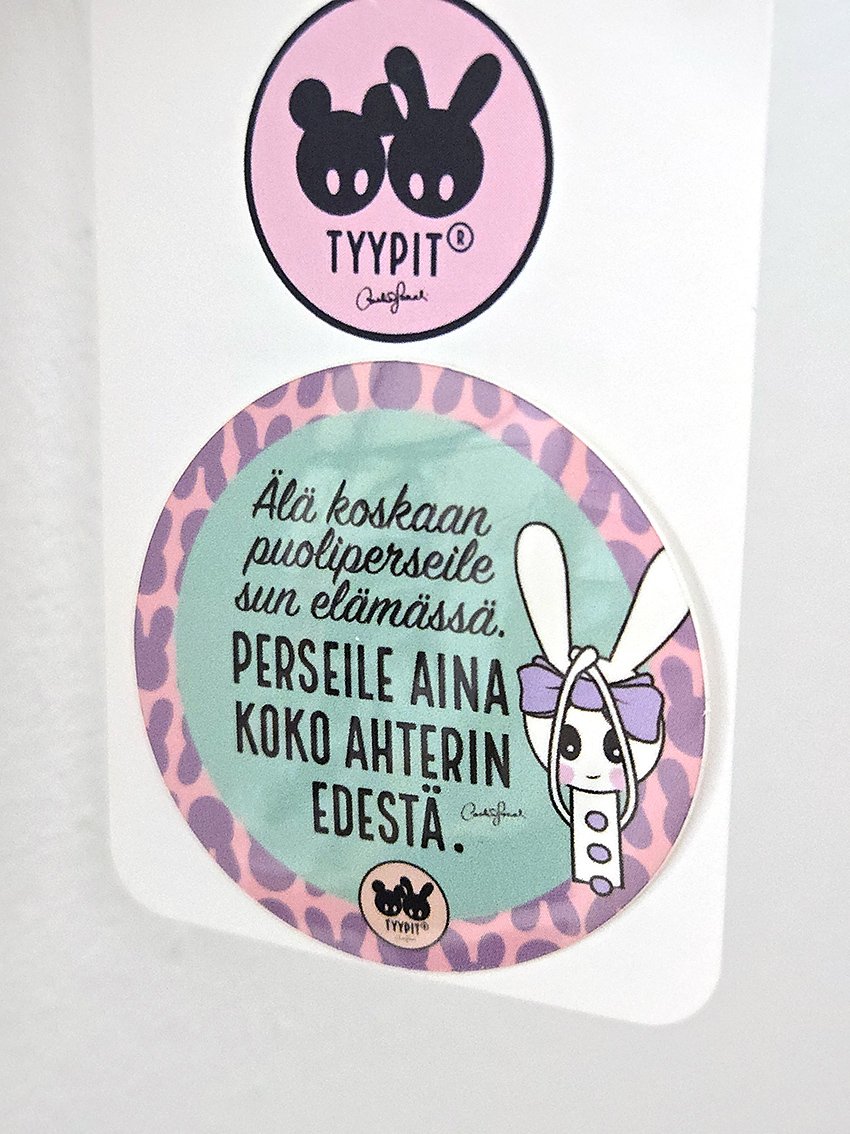 TYYPIT®
Älä koskaan
puoliperseile
sun elämässä.
PERSEILE AINA
KOKO AHTERIN
EDESTÄ.
TYYPIT®